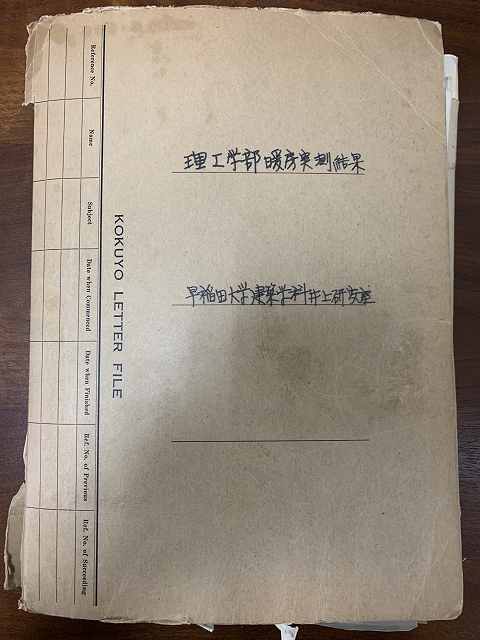 理工学部暖房実測結果
早稲田大学建築学科井上研究室
KOKUYO LETTER FILE
Reference No.
Name
Subject
Date when Commenced
Date when Finished
Ref. No. of Previous
Ref. No. of Succeeding